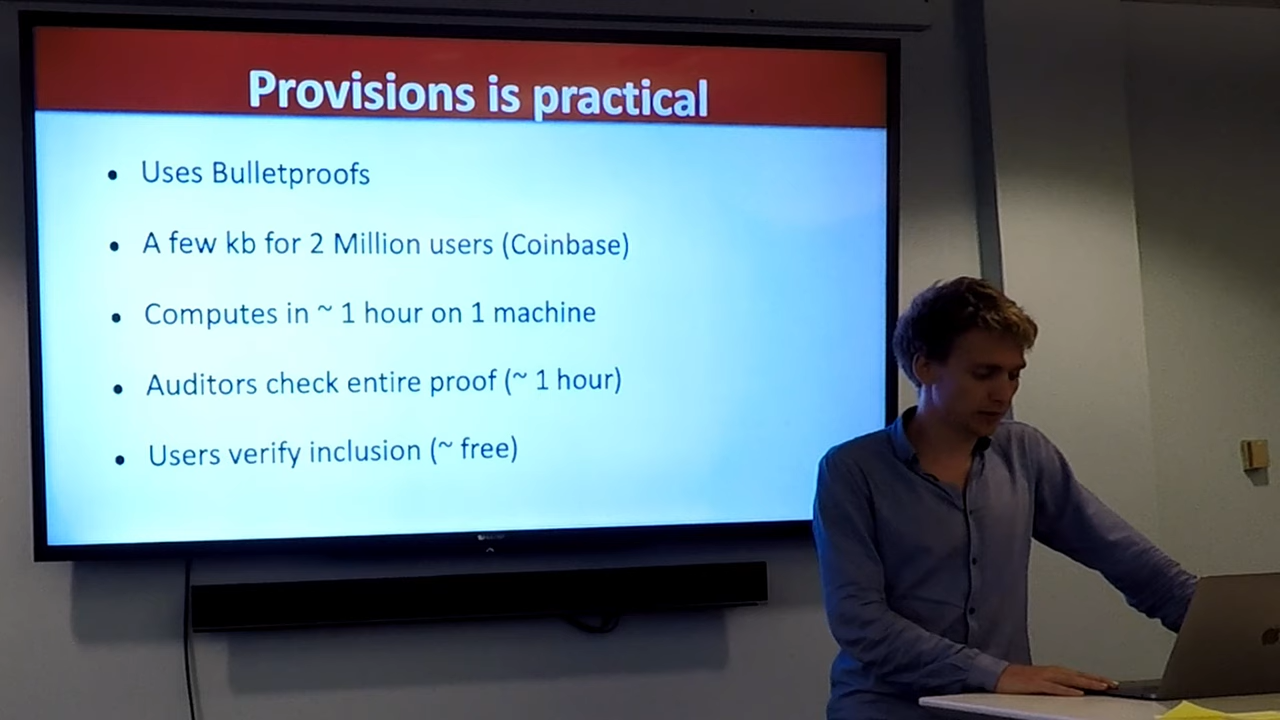 Provisions is practical
• Uses Bulletproofs
• A few kb for 2 Million users (Coinbase)
• Computes in ~ 1 hour on 1 machine
• Auditors check entire proof (~ 1 hour)
• Users verify inclusion (~ free)